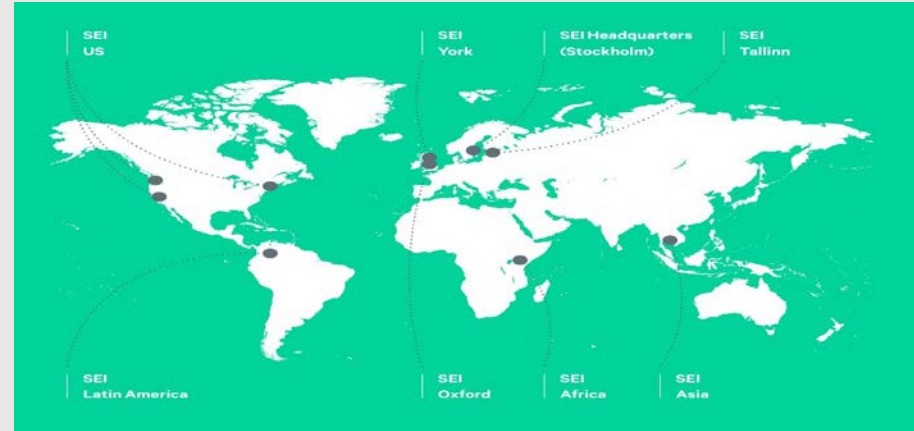 SEI
US
SEI
York
SEI Headquarters
(Stockholm)
SEI
Tallinn
SEI
Latin America
SEI
Oxford
SEI
Africa
SEI
Asia